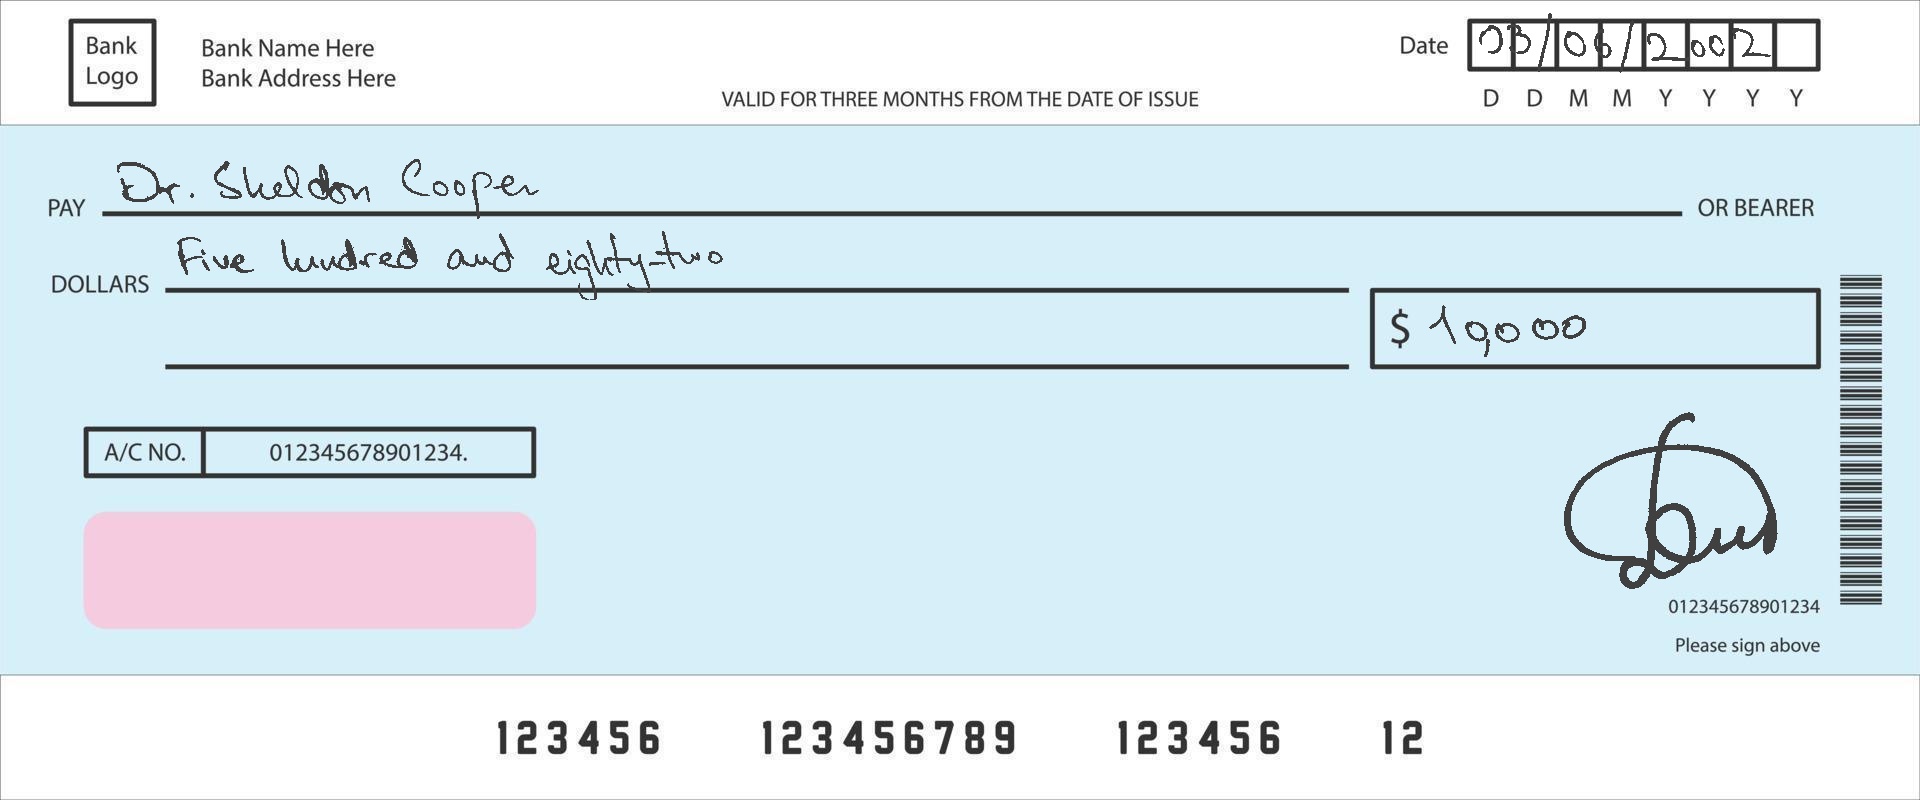 Bank Logo
Bank Name Here
Bank Address Here
VALID FOR THREE MONTHS FROM THE DATE OF ISSUE
Date 03/06/2002
D D M M Y Y Y Y
PAY Dr. Sheldon Cooper OR BEARER
DOLLARS Five hundred and eighty-two
$ 10,000
A/C NO. 012345678901234.
012345678901234
Please sign above
123456 123456789 123456 12